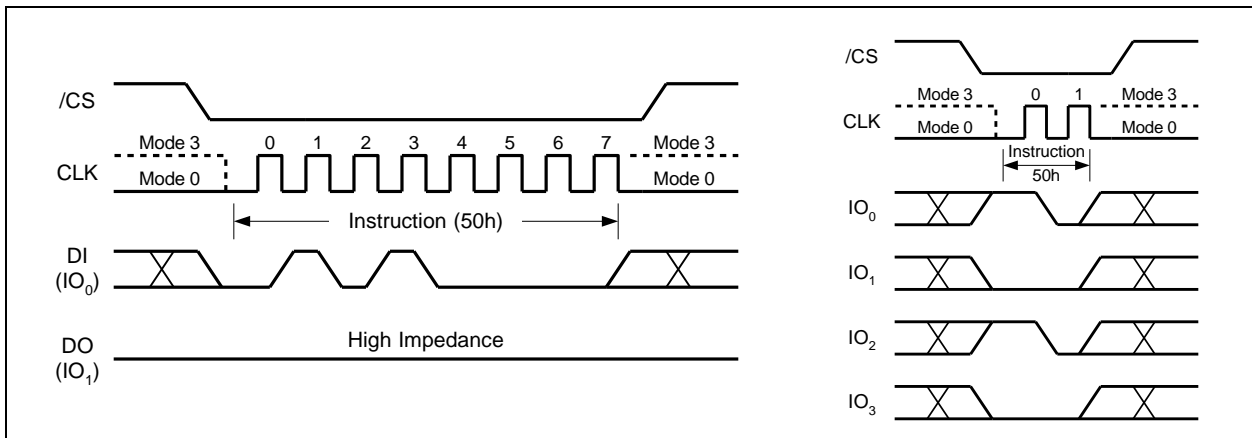 /CS
Mode 3 0 1 2 3 4 5 6 7 Mode 3
CLK Mode 0 Mode 0
Instruction (50h)
DI
(IO0)
High Impedance
DO
(IO1)
/CS
Mode 3 0 1 Mode 3
CLK Mode 0 Mode 0
Instruction
50h
IO0
IO1
IO2
IO3